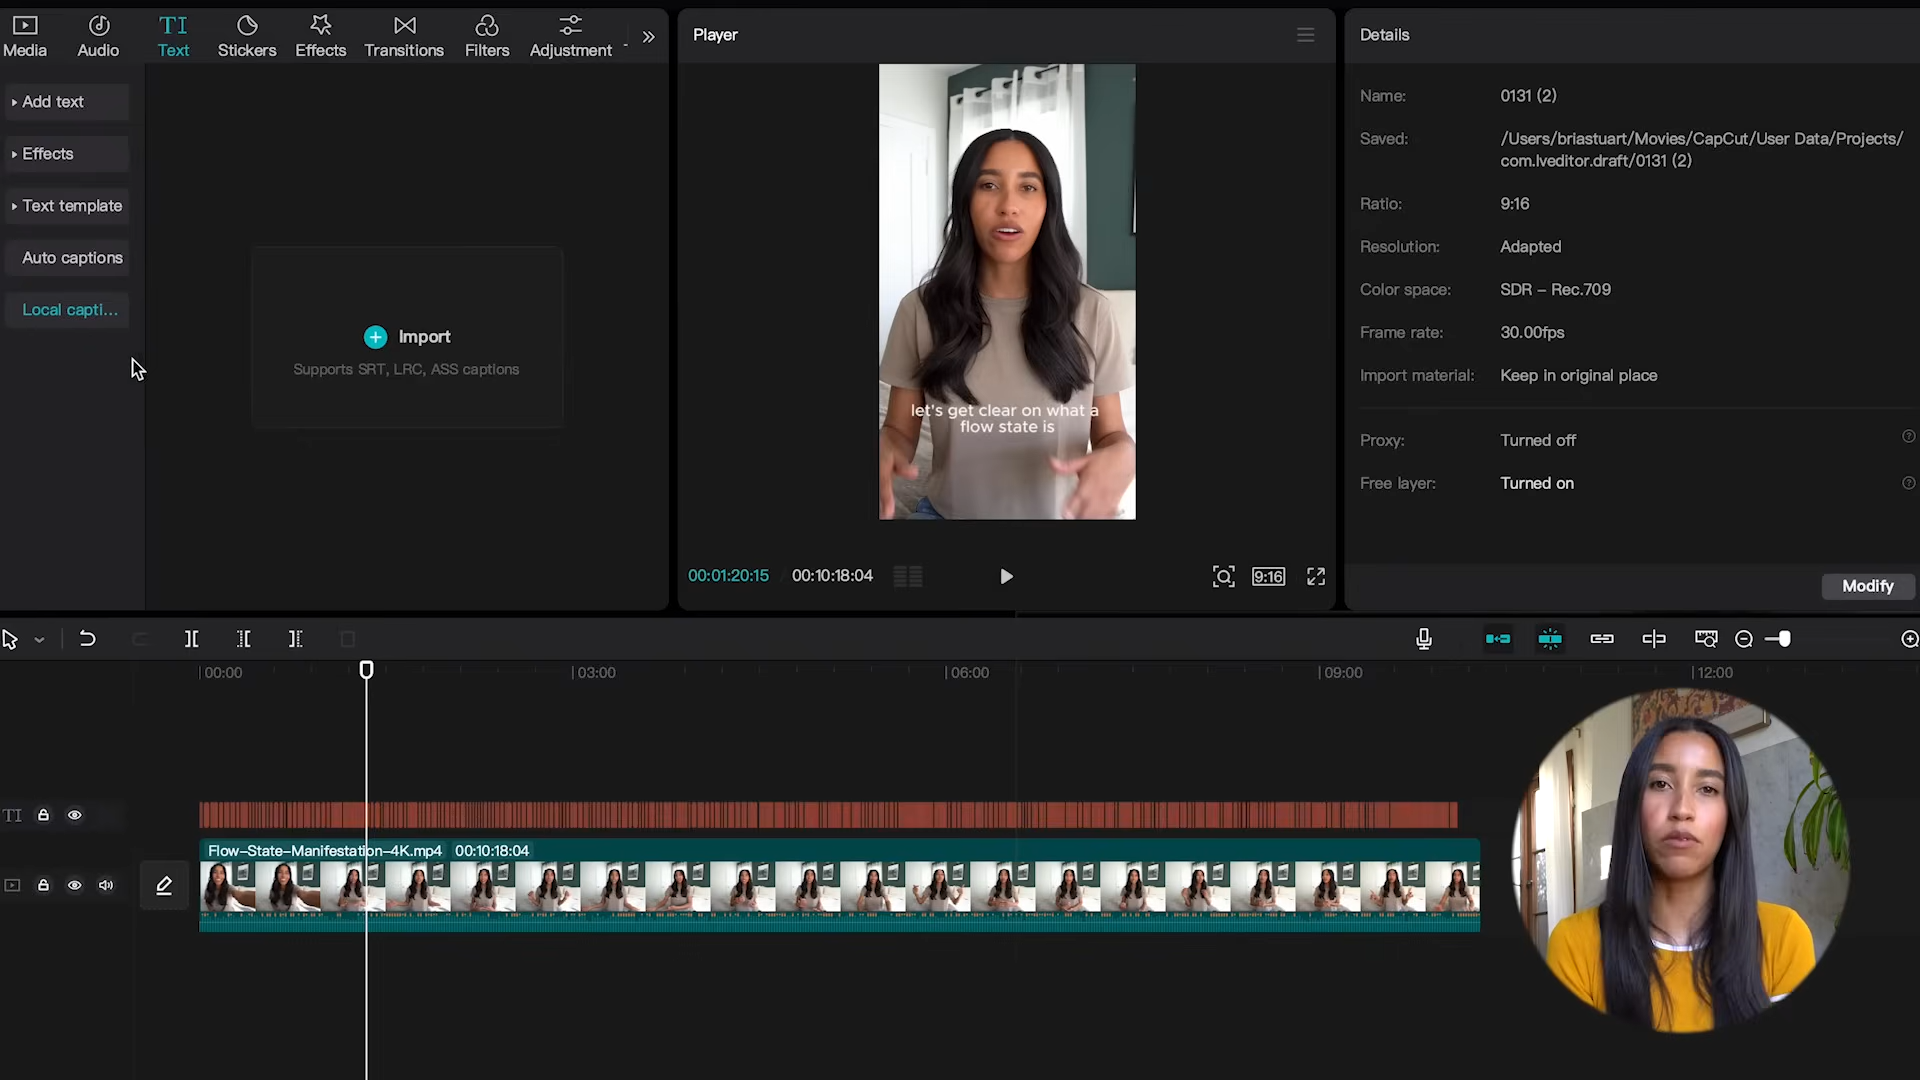 Media
Audio
TI
Text
Stickers
Effects
Transitions
Filters
Adjustment
Add text
Effects
Text template
Auto captions
Local capti...
Import
Supports SRT, LRC, ASS captions
Player
let's get clear on what a
flow state is
00:01:20:15
00:10:18:04
9:16
Details
Name: 0131 (2)
Saved: /Users/briastuart/Movies/CapCut/User Data/Projects/
com.lveditor.draft/0131 (2)
Ratio: 9:16
Resolution: Adapted
Color space: SDR – Rec.709
Frame rate: 30.00fps
Import material: Keep in original place
Proxy: Turned off
Free layer: Turned on
Modify
00:00
03:00
06:00
09:00
12:00
TI
Flow-State-Manifestation-4K.mp4 00:10:18:04